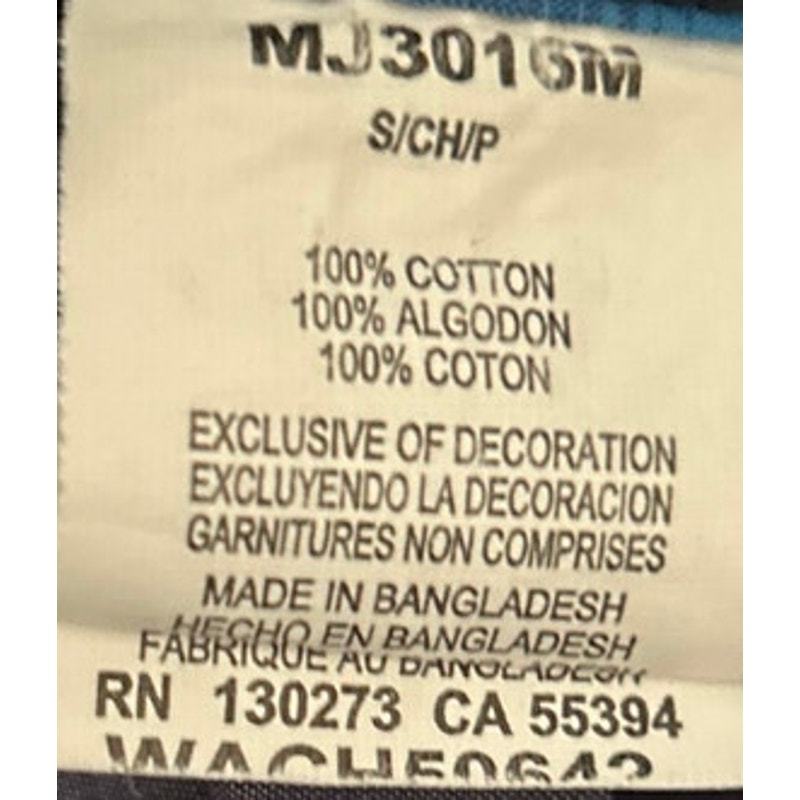 MJ3016M
S/CH/P
100% COTTON
100% ALGODON
100% COTON
EXCLUSIVE OF DECORATION
EXCLUYENDO LA DECORACION
GARNITURES NON COMPRISES
MADE IN BANGLADESH
HECHO EN BANGLADESH
FABRIQUE AU BANGLADESH
RN 130273 CA 55394